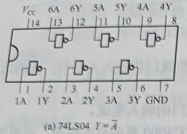 V_CC 6A 6Y 5A 5Y 4A 4Y
14 13 12 11 10 9 8
1 2 3 4 5 6 7
1A 1Y 2A 2Y 3A 3Y GND
(a) 74LS04 Y=A̅